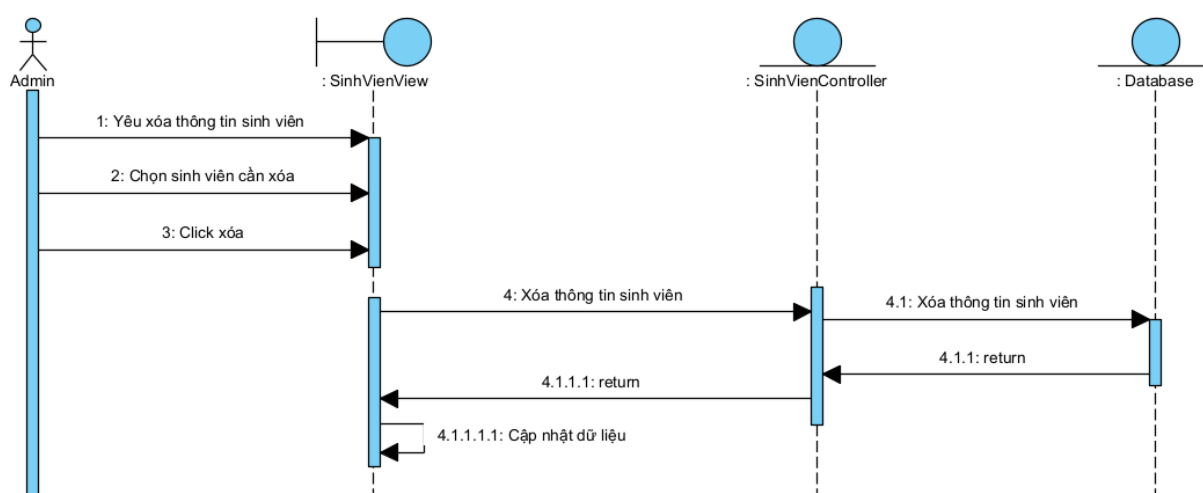 Admin
: SinhVienView
: SinhVienController
: Database
1: Yêu xóa thông tin sinh viên
2: Chọn sinh viên cần xóa
3: Click xóa
4: Xóa thông tin sinh viên
4.1: Xóa thông tin sinh viên
4.1.1: return
4.1.1.1: return
4.1.1.1.1: Cập nhật dữ liệu